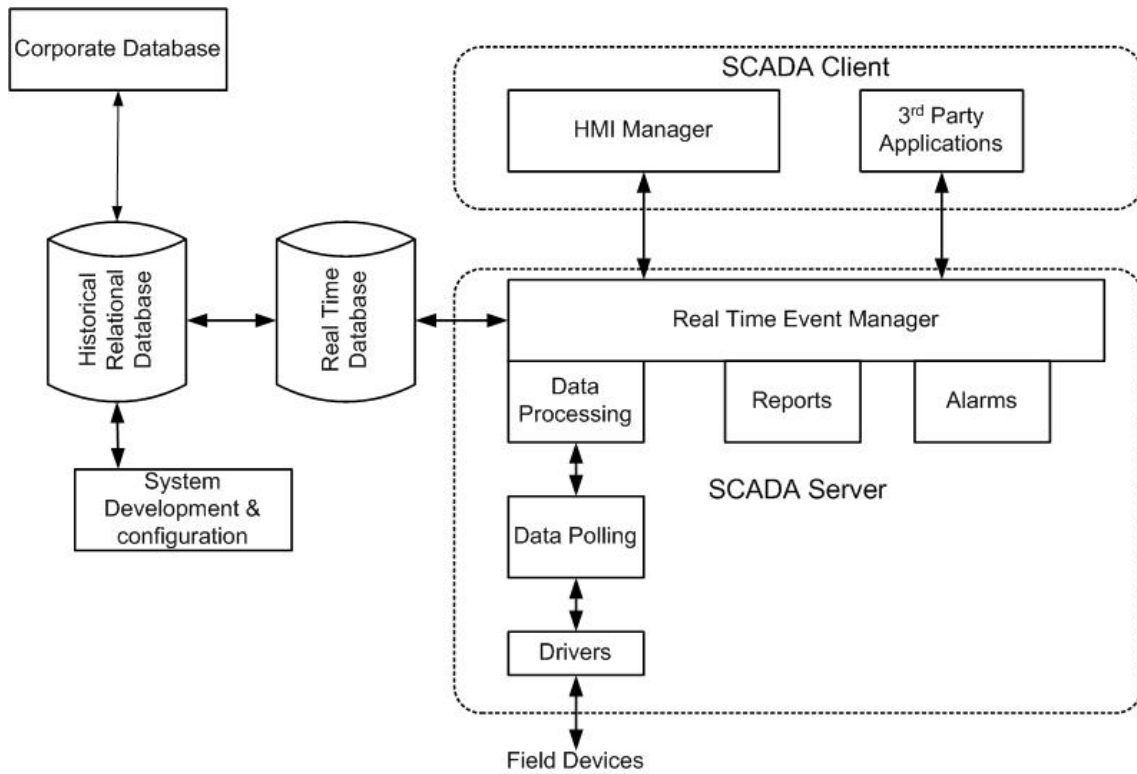 Corporate Database
SCADA Client
HMI Manager
3rd Party
Applications
Historical
Relational
Database
Real Time
Database
Real Time Event Manager
Data
Processing
Reports
Alarms
System
Development &
configuration
SCADA Server
Data Polling
Drivers
Field Devices